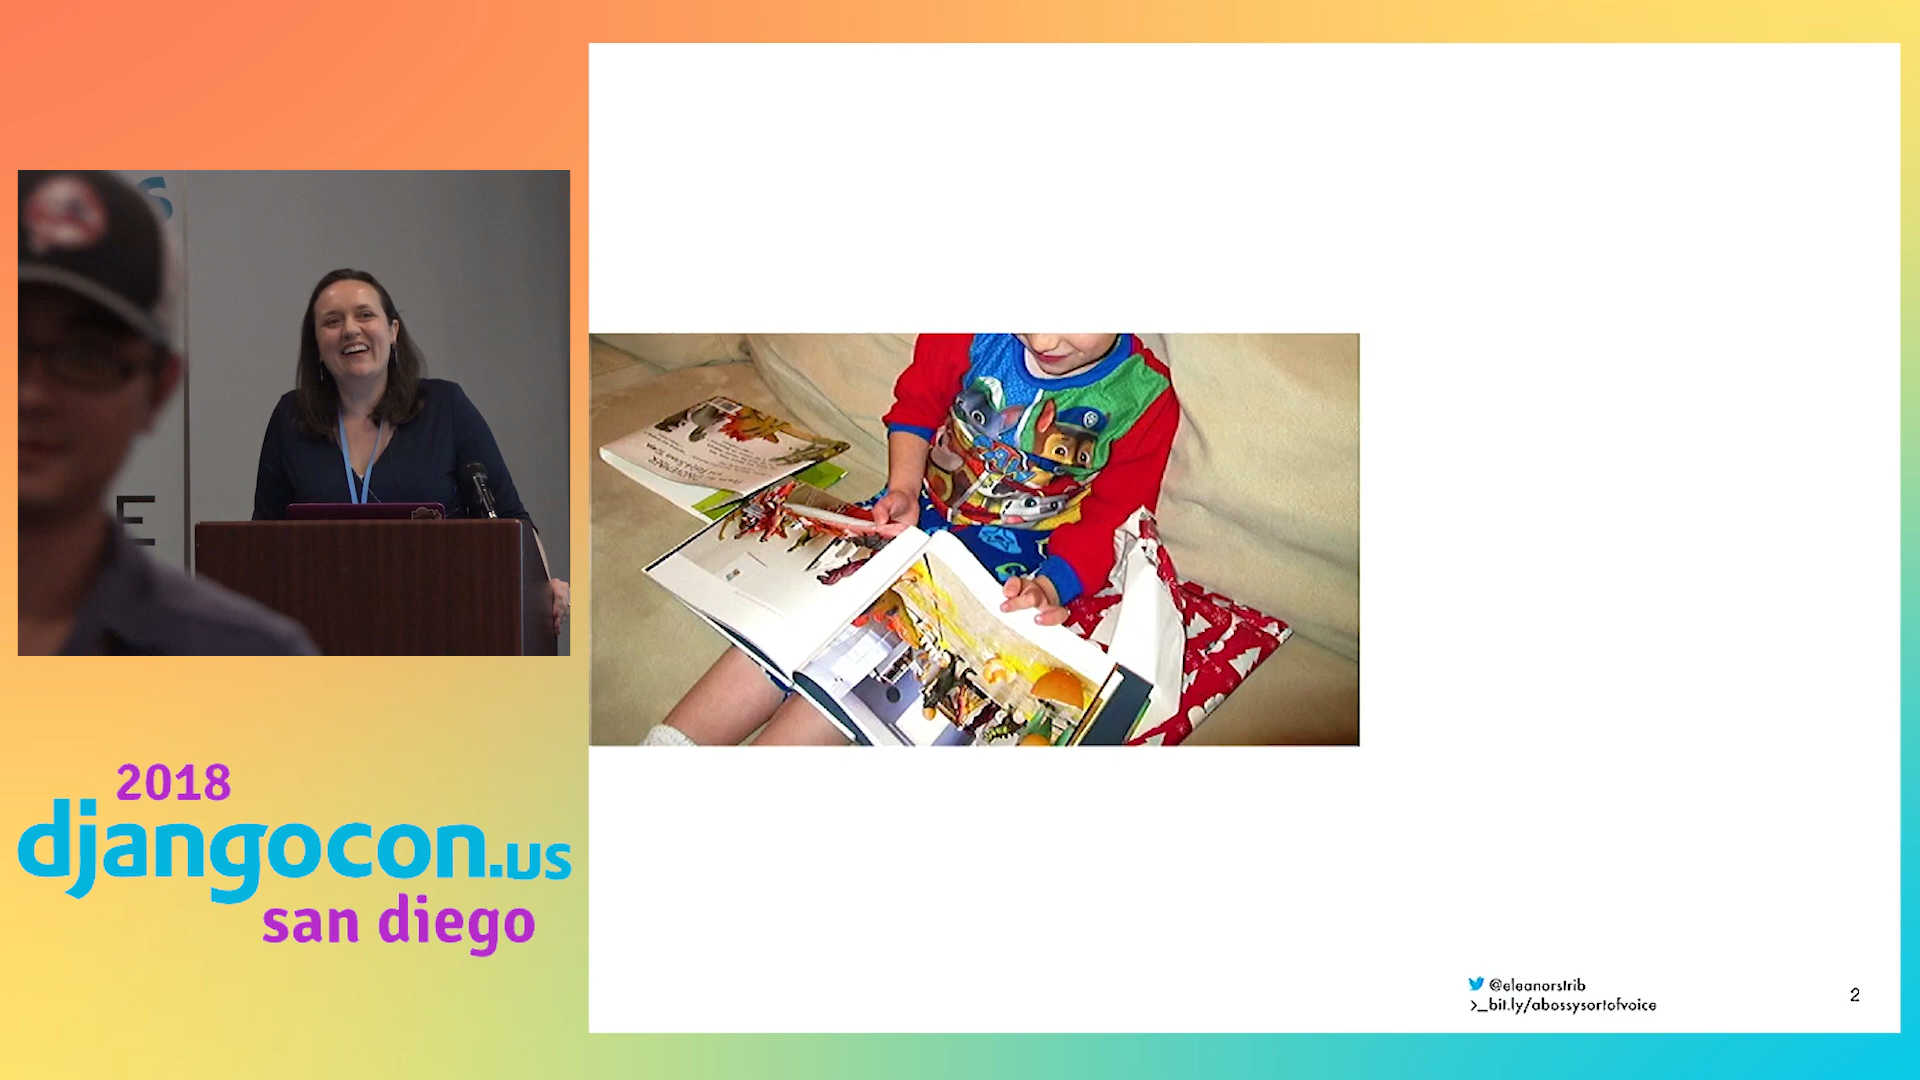 S
E
2018
djangocon.us
san diego
@eleanorstrib
>_bit.ly/abossysortofvoice
2